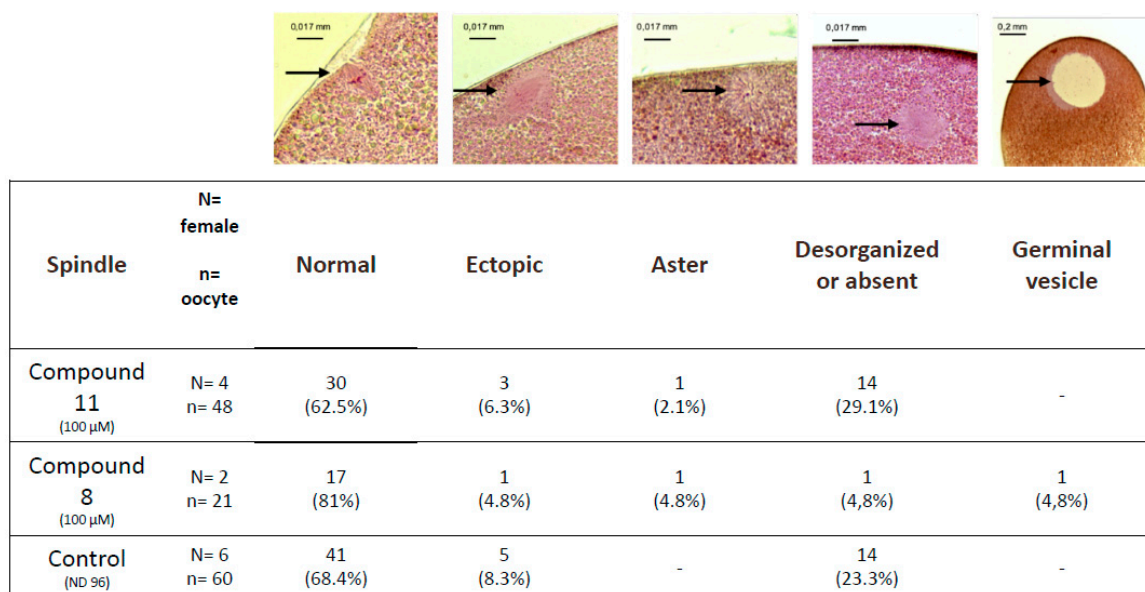 0,017 mm
0,017 mm
0,017 mm
0,017 mm
0,2 mm
Spindle
N=
female
n=
oocyte
Normal
Ectopic
Aster
Desorganized
or absent
Germinal
vesicle
Compound
11
(100 µM)
N= 4
n= 48
30
(62.5%)
3
(6.3%)
1
(2.1%)
14
(29.1%)
-
Compound
8
(100 µM)
N= 2
n= 21
17
(81%)
1
(4.8%)
1
(4.8%)
1
(4,8%)
1
(4,8%)
Control
(ND 96)
N= 6
n= 60
41
(68.4%)
5
(8.3%)
-
14
(23.3%)